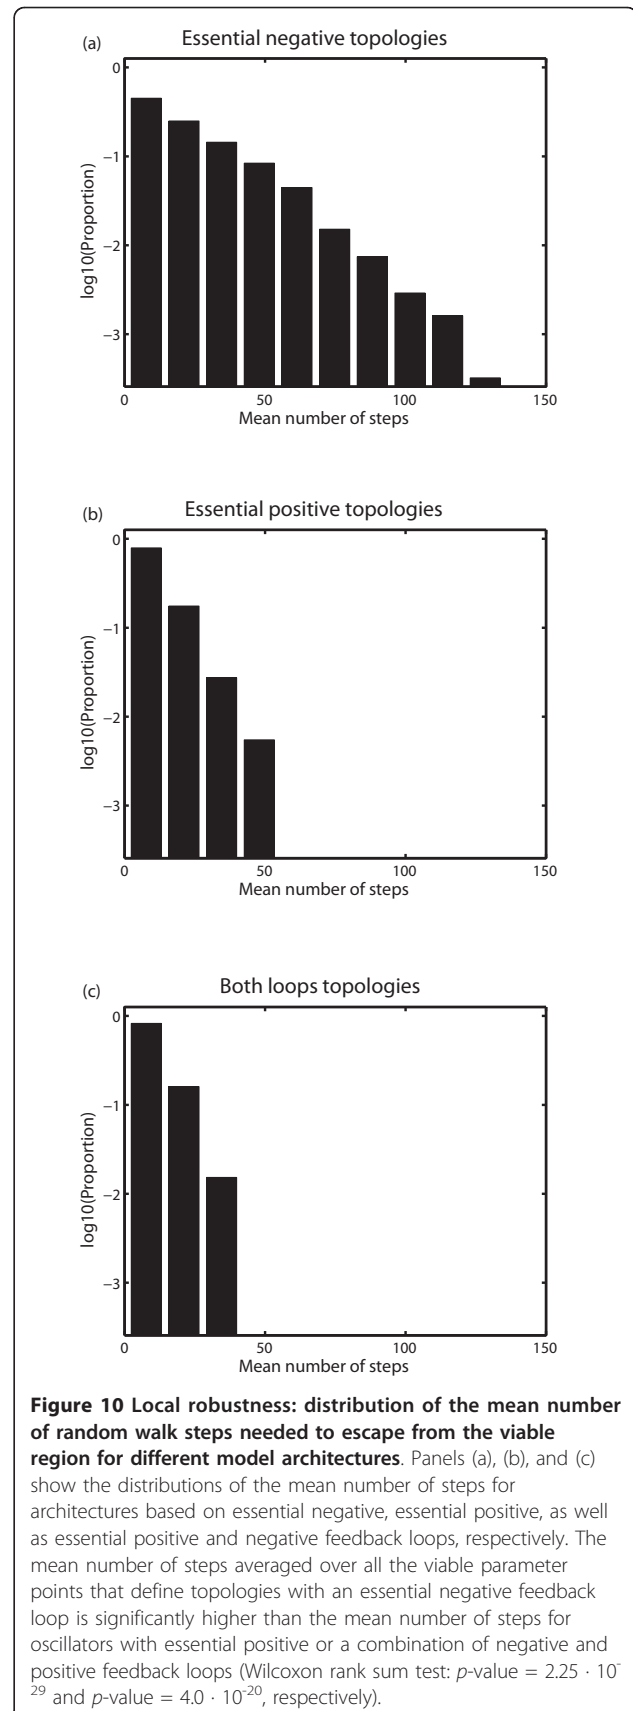 (a)
Essential negative topologies
0
−1
−2
−3
log10(Proportion)
0
50
100
150
Mean number of steps
(b)
Essential positive topologies
0
−1
−2
−3
log10(Proportion)
0
50
100
150
Mean number of steps
(c)
Both loops topologies
0
−1
−2
−3
log10(Proportion)
0
50
100
150
Mean number of steps
Figure 10 Local robustness: distribution of the mean number
of random walk steps needed to escape from the viable
region for different model architectures. Panels (a), (b), and (c)
show the distributions of the mean number of steps for
architectures based on essential negative, essential positive, as well
as essential positive and negative feedback loops, respectively. The
mean number of steps averaged over all the viable parameter
points that define topologies with an essential negative feedback
loop is significantly higher than the mean number of steps for
oscillators with essential positive or a combination of negative and
positive feedback loops (Wilcoxon rank sum test: p-value = 2.25 · 10-
29 and p-value = 4.0 · 10-20, respectively).